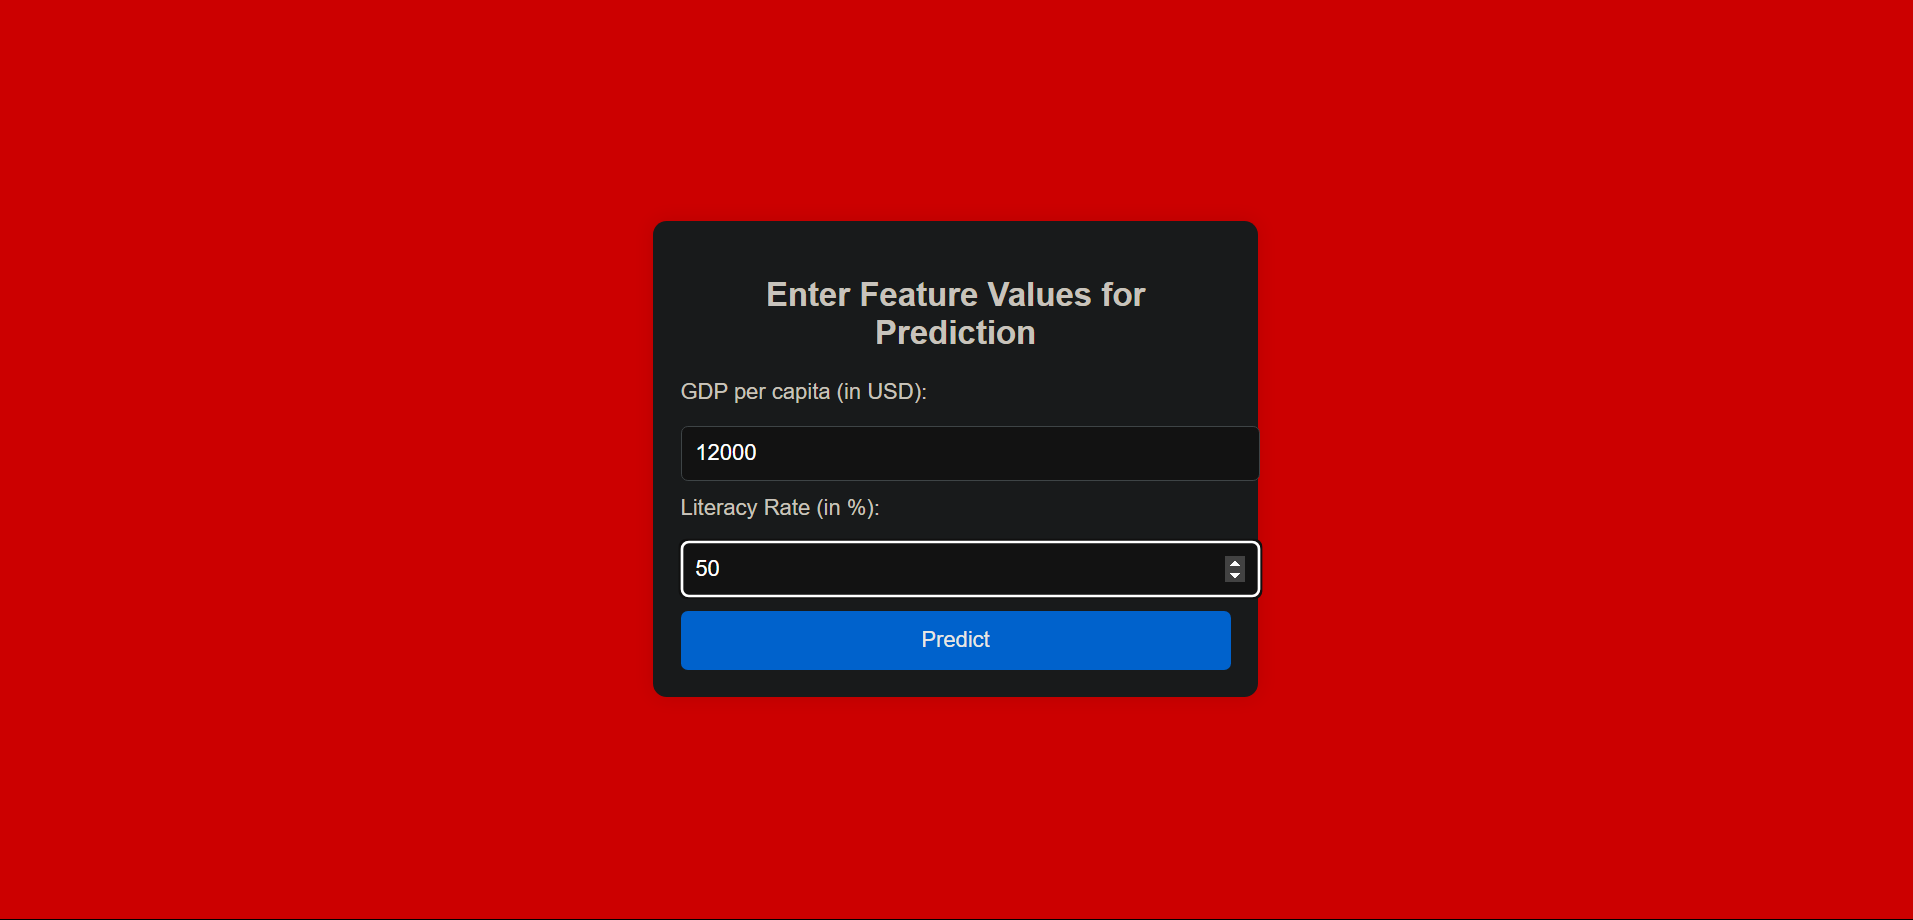 Enter Feature Values for
Prediction
GDP per capita (in USD):
12000
Literacy Rate (in %):
50
Predict